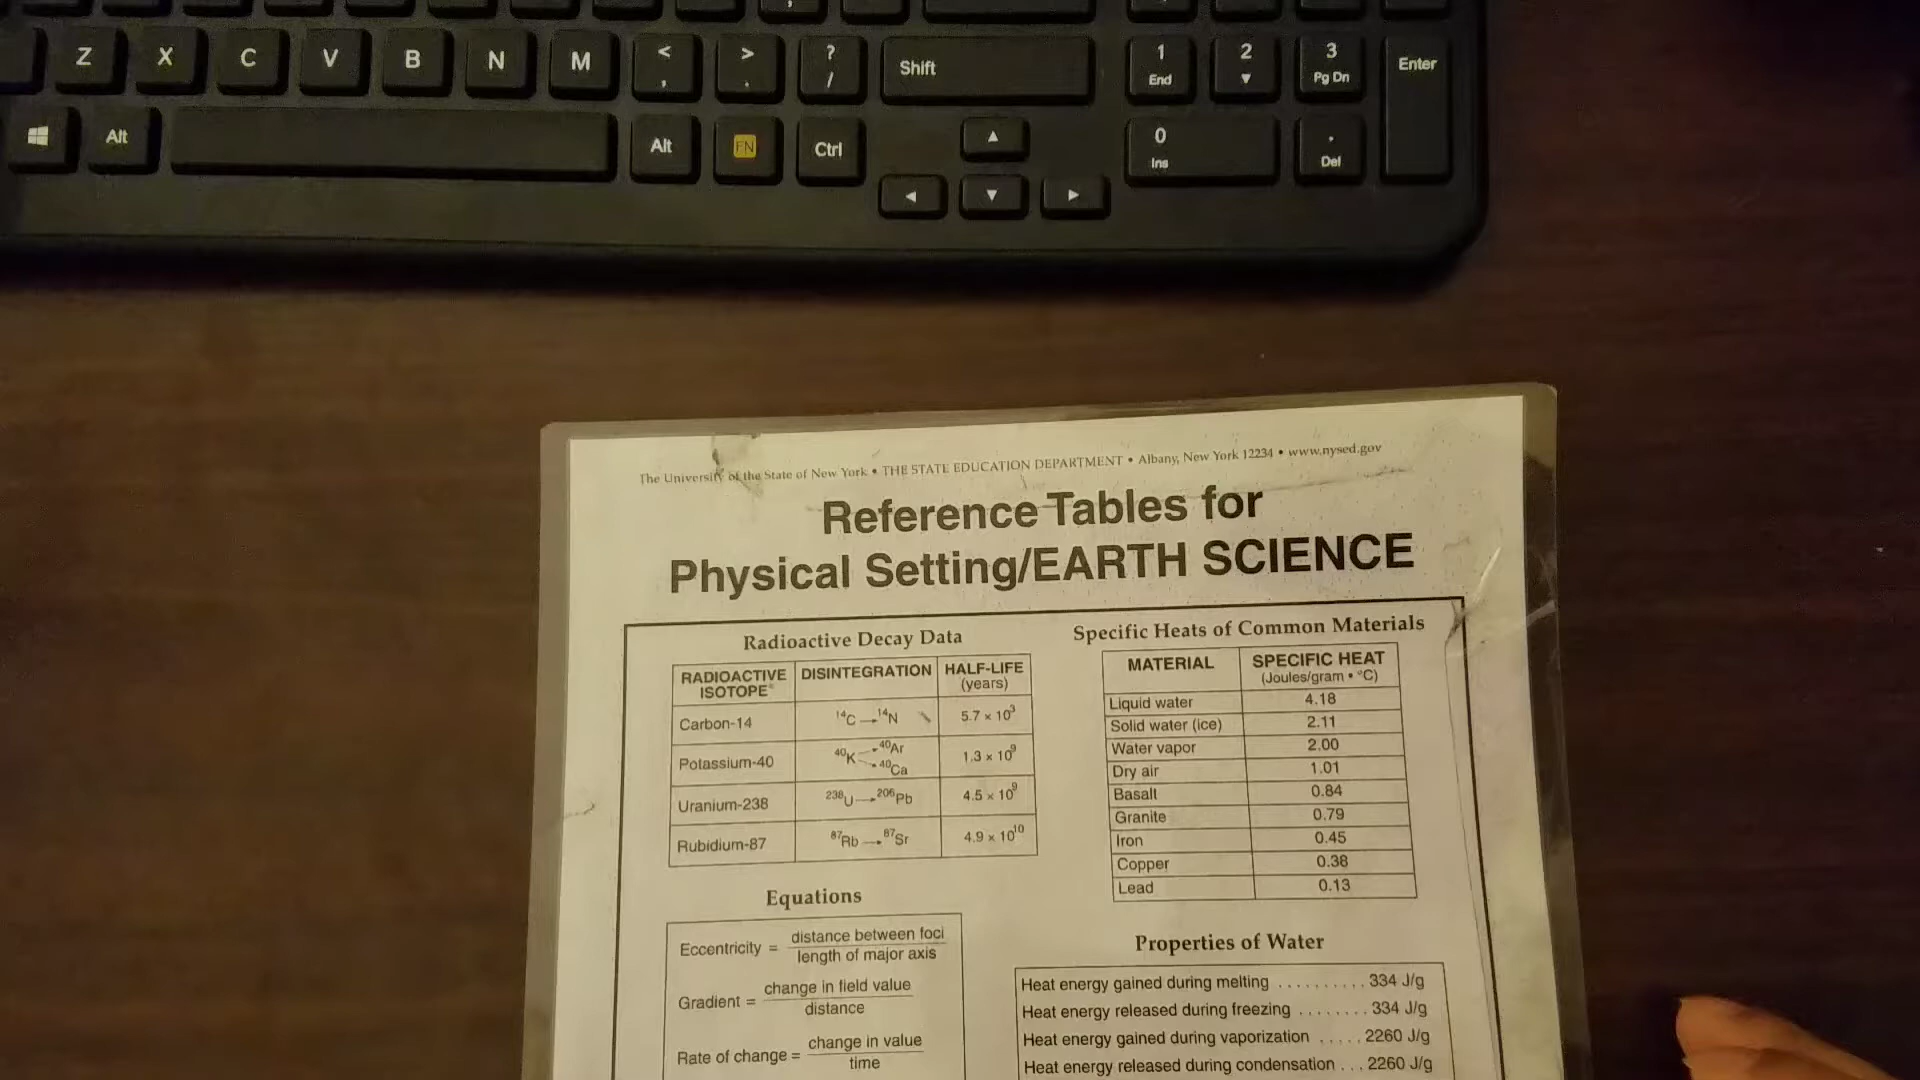 Z X C V B N M < , > . ? / Shift 1 End 2 3 Pg Dn Enter
Alt Alt FN Ctrl 0 Ins . Del
The University of the State of New York • THE STATE EDUCATION DEPARTMENT • Albany, New York 12234 • www.nysed.gov
Reference Tables for
Physical Setting/EARTH SCIENCE
Radioactive Decay Data
RADIOACTIVE ISOTOPE DISINTEGRATION HALF-LIFE (years)
Carbon-14 ¹⁴C → ¹⁴N 5.7 × 10³
Potassium-40 ⁴⁰K → ⁴⁰Ar → ⁴⁰Ca 1.3 × 10⁹
Uranium-238 ²³⁸U → ²⁰⁶Pb 4.5 × 10⁹
Rubidium-87 ⁸⁷Rb → ⁸⁷Sr 4.9 × 10¹⁰
Equations
Eccentricity = distance between foci / length of major axis
Gradient = change in field value / distance
Rate of change = change in value / time
Specific Heats of Common Materials
MATERIAL SPECIFIC HEAT (Joules/gram • °C)
Liquid water 4.18
Solid water (ice) 2.11
Water vapor 2.00
Dry air 1.01
Basalt 0.84
Granite 0.79
Iron 0.45
Copper 0.38
Lead 0.13
Properties of Water
Heat energy gained during melting .......... 334 J/g
Heat energy released during freezing ........ 334 J/g
Heat energy gained during vaporization ..... 2260 J/g
Heat energy released during condensation ... 2260 J/g